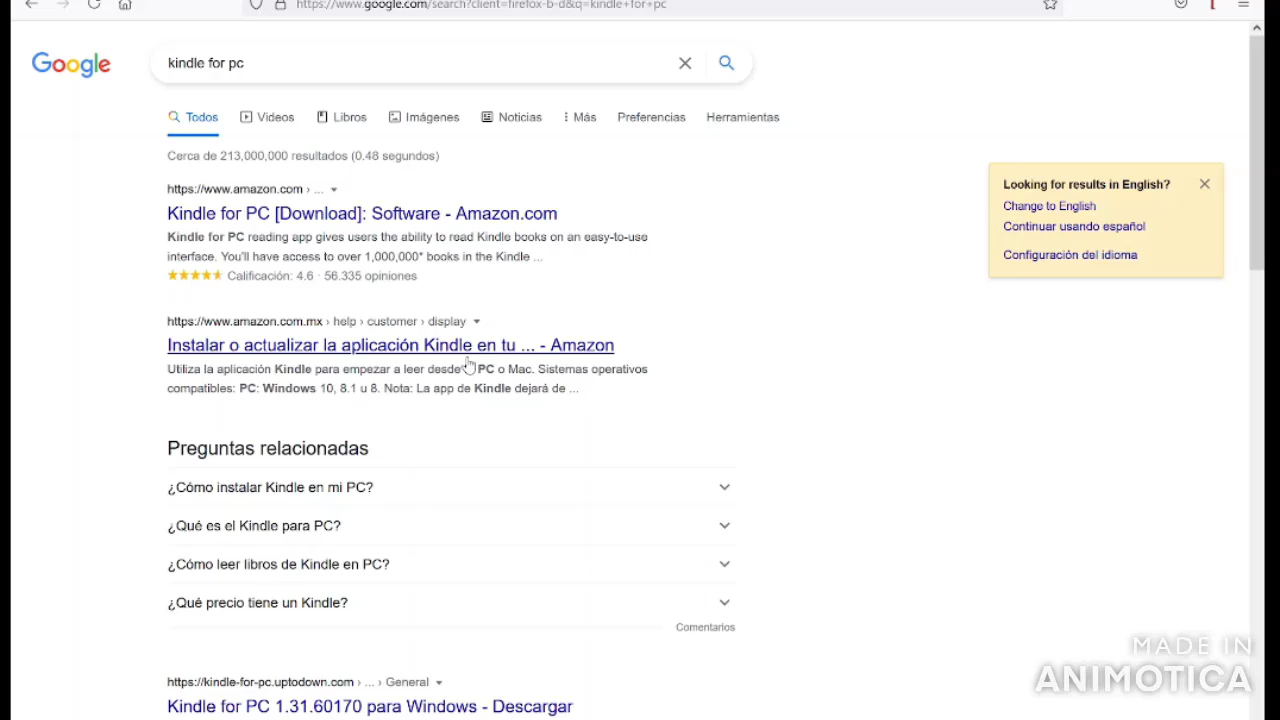 https://www.google.com/search?client=firefox-b-d&q=kindle+for+pc
Google
kindle for pc
Todos
Videos
Libros
Imágenes
Noticias
Más
Preferencias
Herramientas
Cerca de 213,000,000 resultados (0.48 segundos)
https://www.amazon.com › ...
Kindle for PC [Download]: Software - Amazon.com
Kindle for PC reading app gives users the ability to read Kindle books on an easy-to-use
interface. You'll have access to over 1,000,000* books in the Kindle ...
Calificación: 4.6 · 56.335 opiniones
Looking for results in English?
Change to English
Continuar usando español
Configuración del idioma
https://www.amazon.com.mx › help › customer › display
Instalar o actualizar la aplicación Kindle en tu ... - Amazon
Utiliza la aplicación Kindle para empezar a leer desde PC o Mac. Sistemas operativos
compatibles: PC: Windows 10, 8.1 u 8. Nota: La app de Kindle dejará de ...
Preguntas relacionadas
¿Cómo instalar Kindle en mi PC?
¿Qué es el Kindle para PC?
¿Cómo leer libros de Kindle en PC?
¿Qué precio tiene un Kindle?
Comentarios
https://kindle-for-pc.uptodown.com › ... › General
Kindle for PC 1.31.60170 para Windows - Descargar
MADE IN
ANIMOTICA